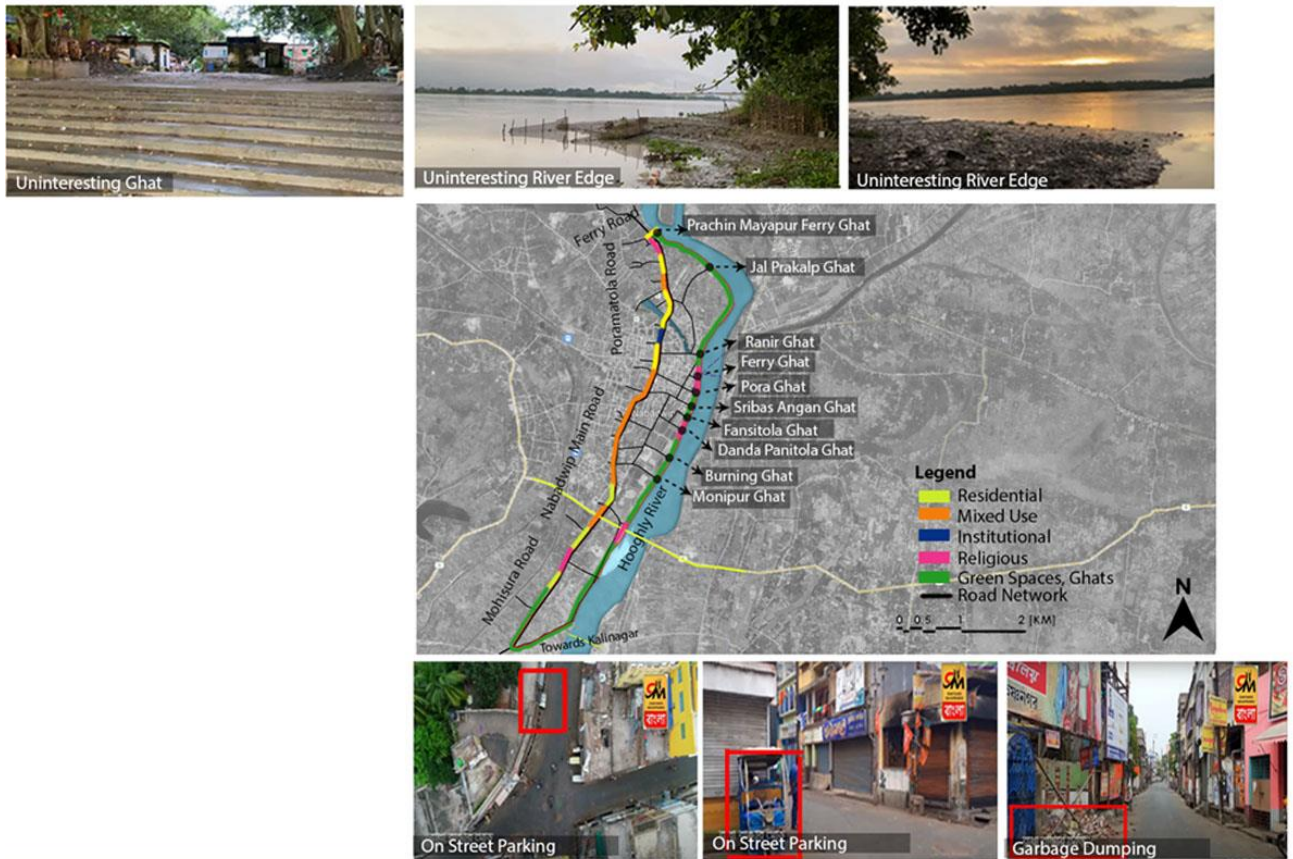 Uninteresting Ghat
Uninteresting River Edge
Uninteresting River Edge
Ferry Road
Prachin Mayapur Ferry Ghat
Jal Prakalp Ghat
Poramatola Road
Ranir Ghat
Ferry Ghat
Pora Ghat
Sribas Angan Ghat
Fansitola Ghat
Danda Panitola Ghat
Burning Ghat
Monipur Ghat
Nabadwip Main Road
Hooghly River
Mohisura Road
Towards Kalinagar
Legend
Residential
Mixed Use
Institutional
Religious
Green Spaces, Ghats
Road Network
N
0 0.5 1 2 [KM]
বাংলা
On Street Parking
বাংলা
On Street Parking
বাংলা
Garbage Dumping